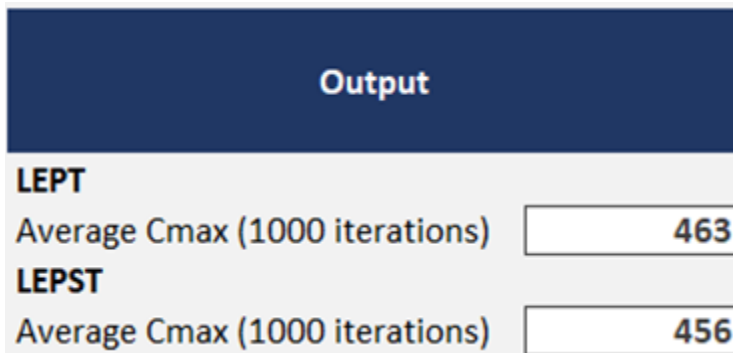 Output
LEPT
Average Cmax (1000 iterations) 463
LEPST
Average Cmax (1000 iterations) 456